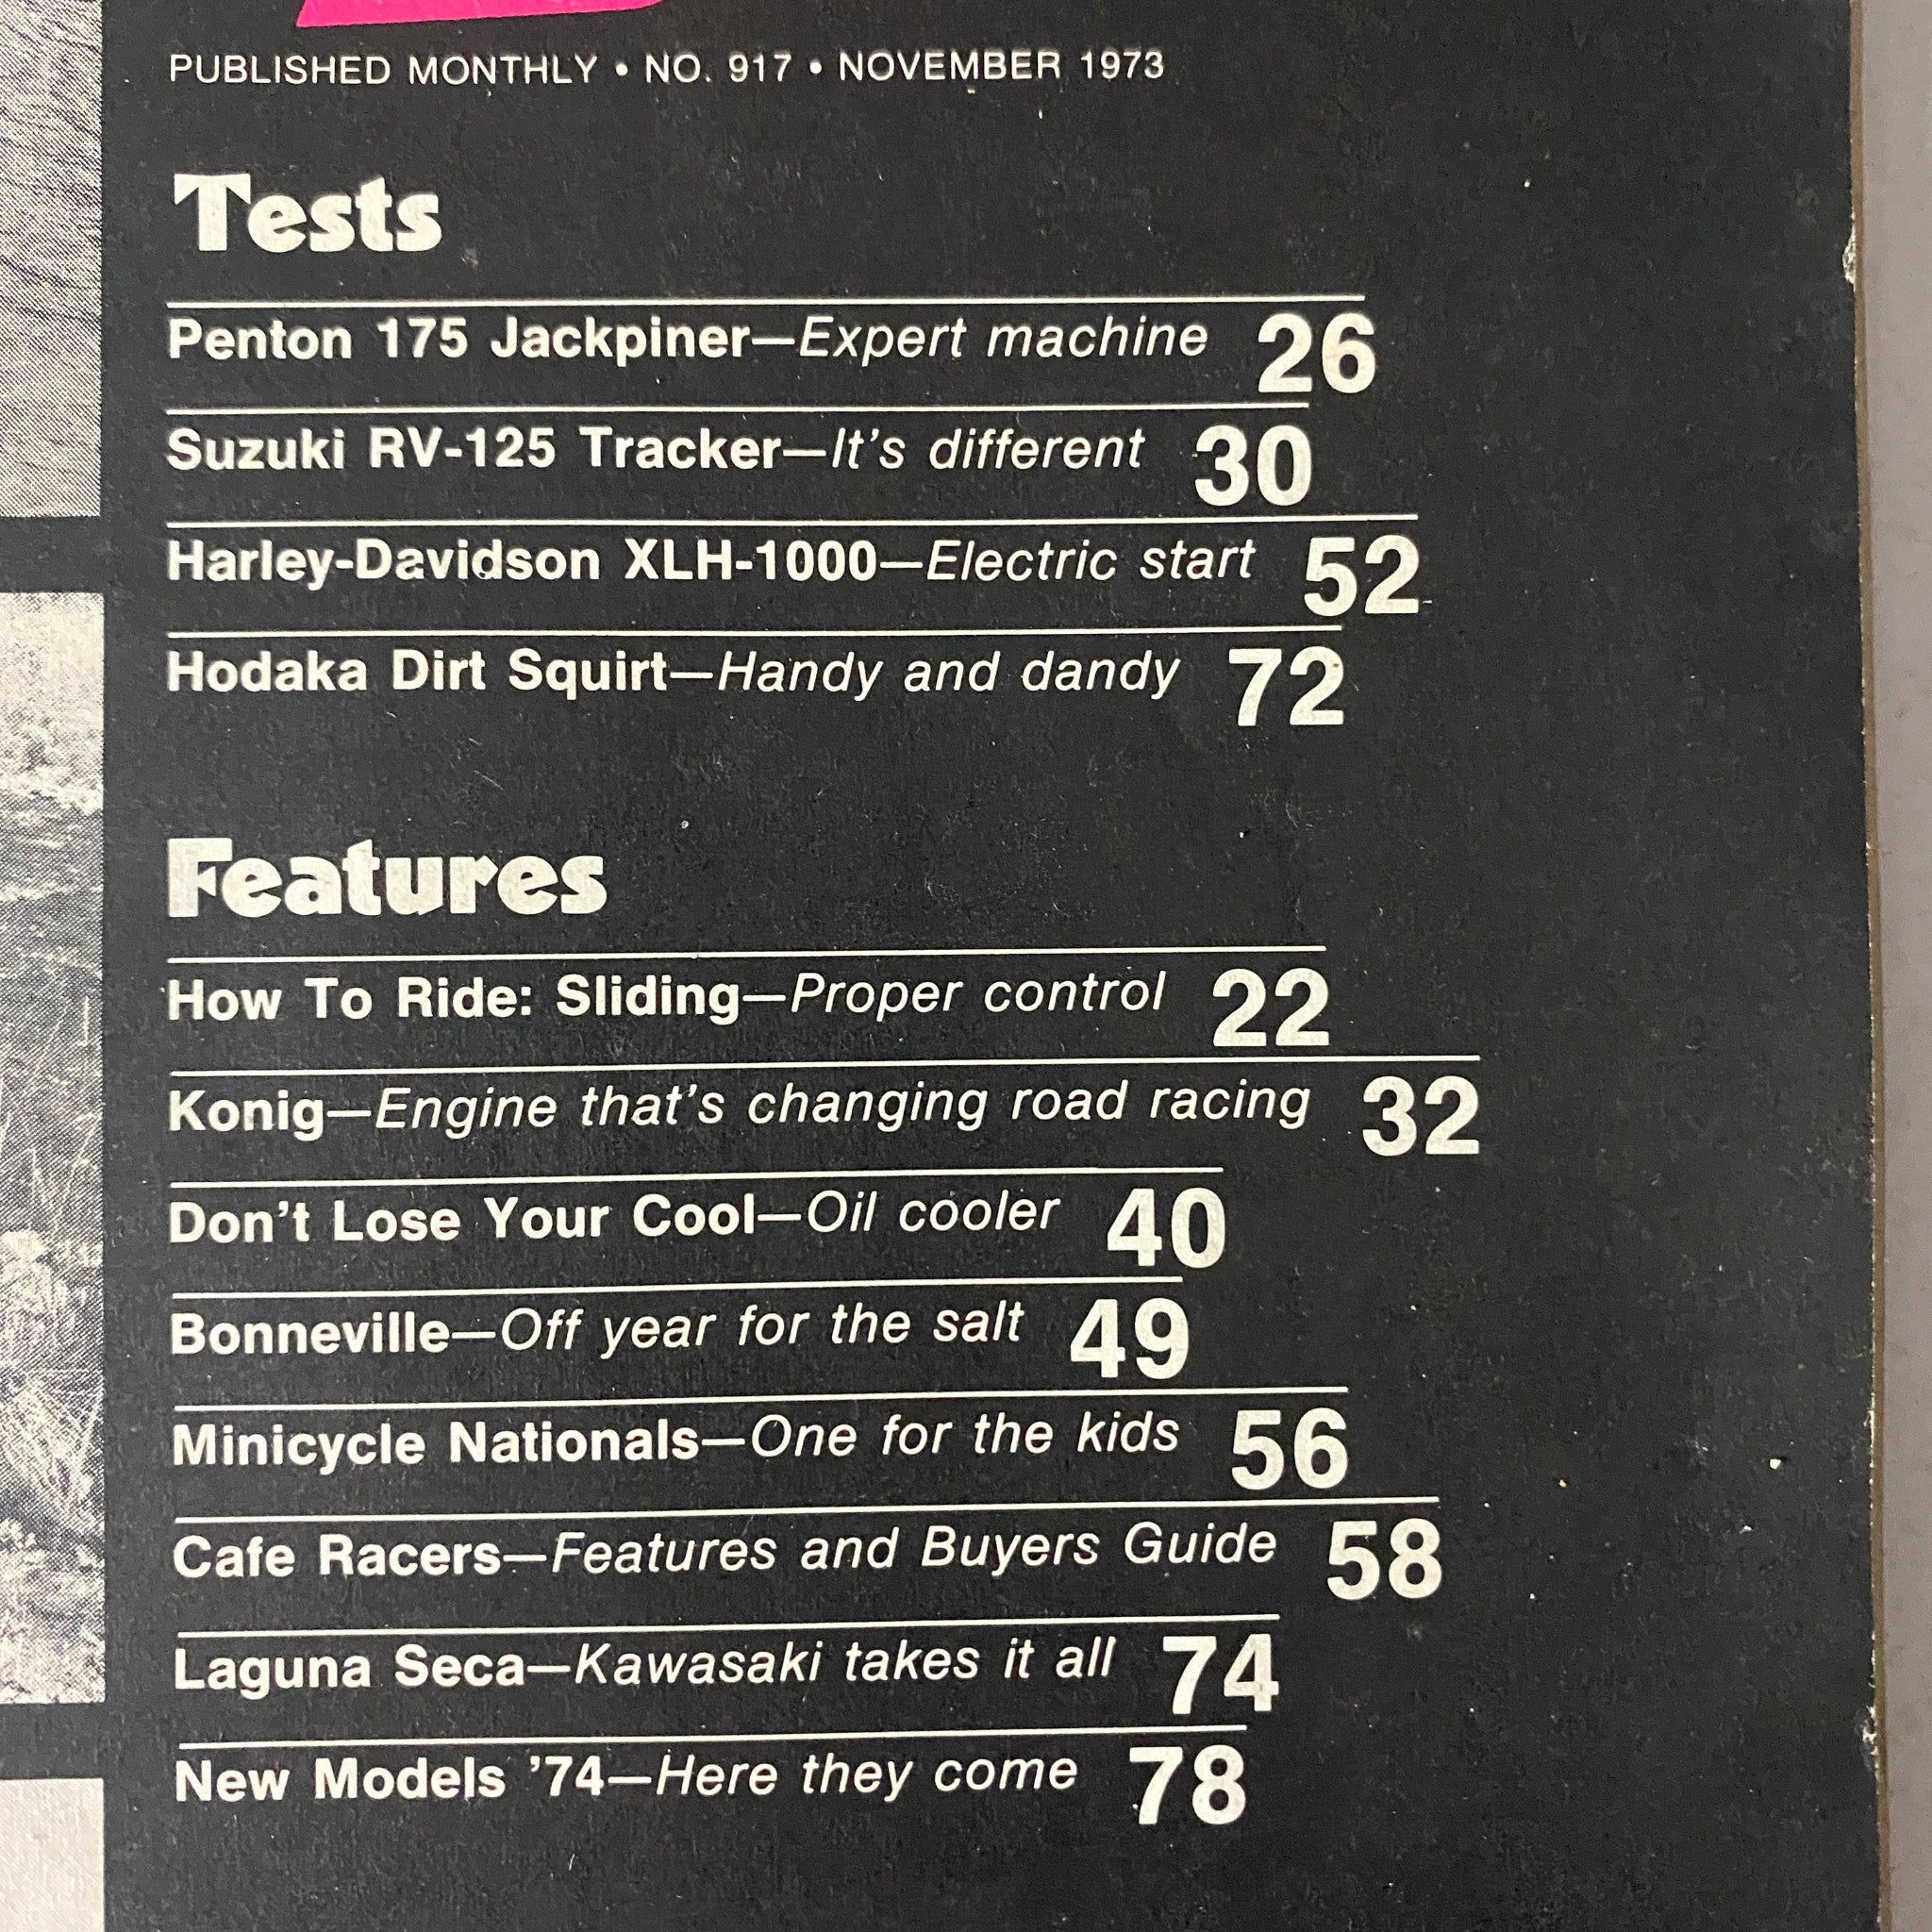 PUBLISHED MONTHLY • NO. 917 • NOVEMBER 1973
Tests
Penton 175 Jackpiner—Expert machine 26
Suzuki RV-125 Tracker—It's different 30
Harley-Davidson XLH-1000—Electric start 52
Hodaka Dirt Squirt—Handy and dandy 72
Features
How To Ride: Sliding—Proper control 22
Konig—Engine that's changing road racing 32
Don't Lose Your Cool—Oil cooler 40
Bonneville—Off year for the salt 49
Minicycle Nationals—One for the kids 56
Cafe Racers—Features and Buyers Guide 58
Laguna Seca—Kawasaki takes it all 74
New Models '74—Here they come 78